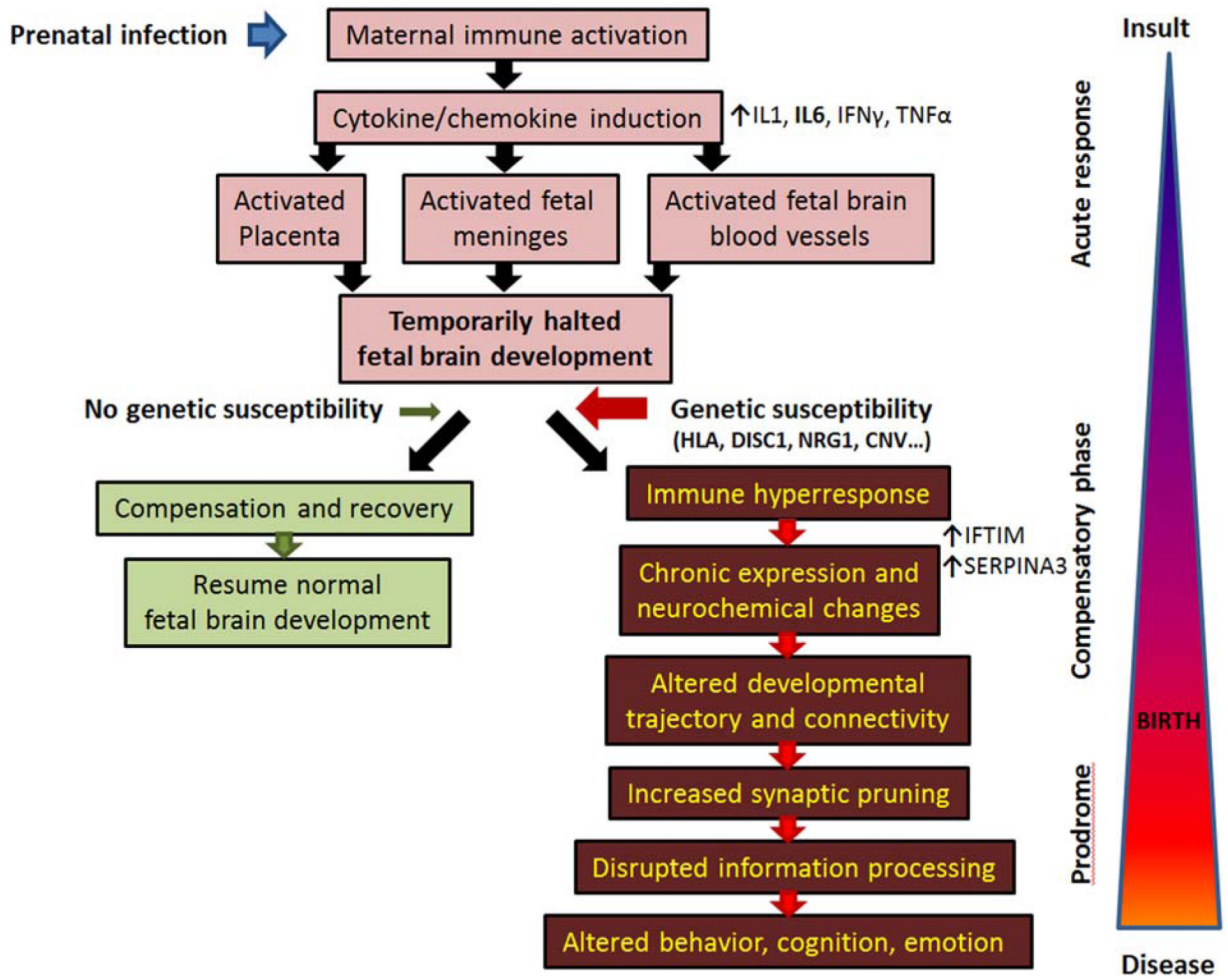 Prenatal infection
Maternal immune activation
Insult
Cytokine/chemokine induction
↑IL1, IL6, IFNγ, TNFα
Activated
Placenta
Activated fetal
meninges
Activated fetal brain
blood vessels
Acute response
Temporarily halted
fetal brain development
No genetic susceptibility
Genetic susceptibility
(HLA, DISC1, NRG1, CNV...)
Compensation and recovery
Resume normal
fetal brain development
Immune hyperresponse
↑IFTIM
↑SERPINA3
Chronic expression and
neurochemical changes
Compensatory phase
Altered developmental
trajectory and connectivity
BIRTH
Increased synaptic pruning
Disrupted information processing
Prodrome
Altered behavior, cognition, emotion
Disease